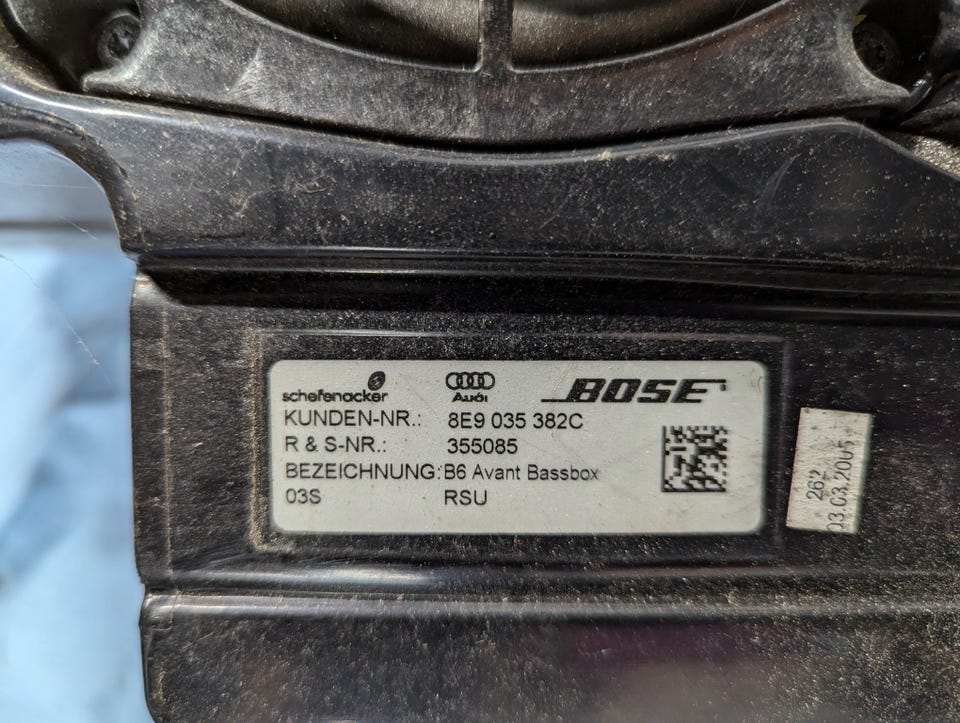 schefenacker Audi BOSE
KUNDEN-NR.: 8E9 035 382C
R & S-NR.: 355085
BEZEICHNUNG: B6 Avant Bassbox
03S RSU
262
03.03.2005